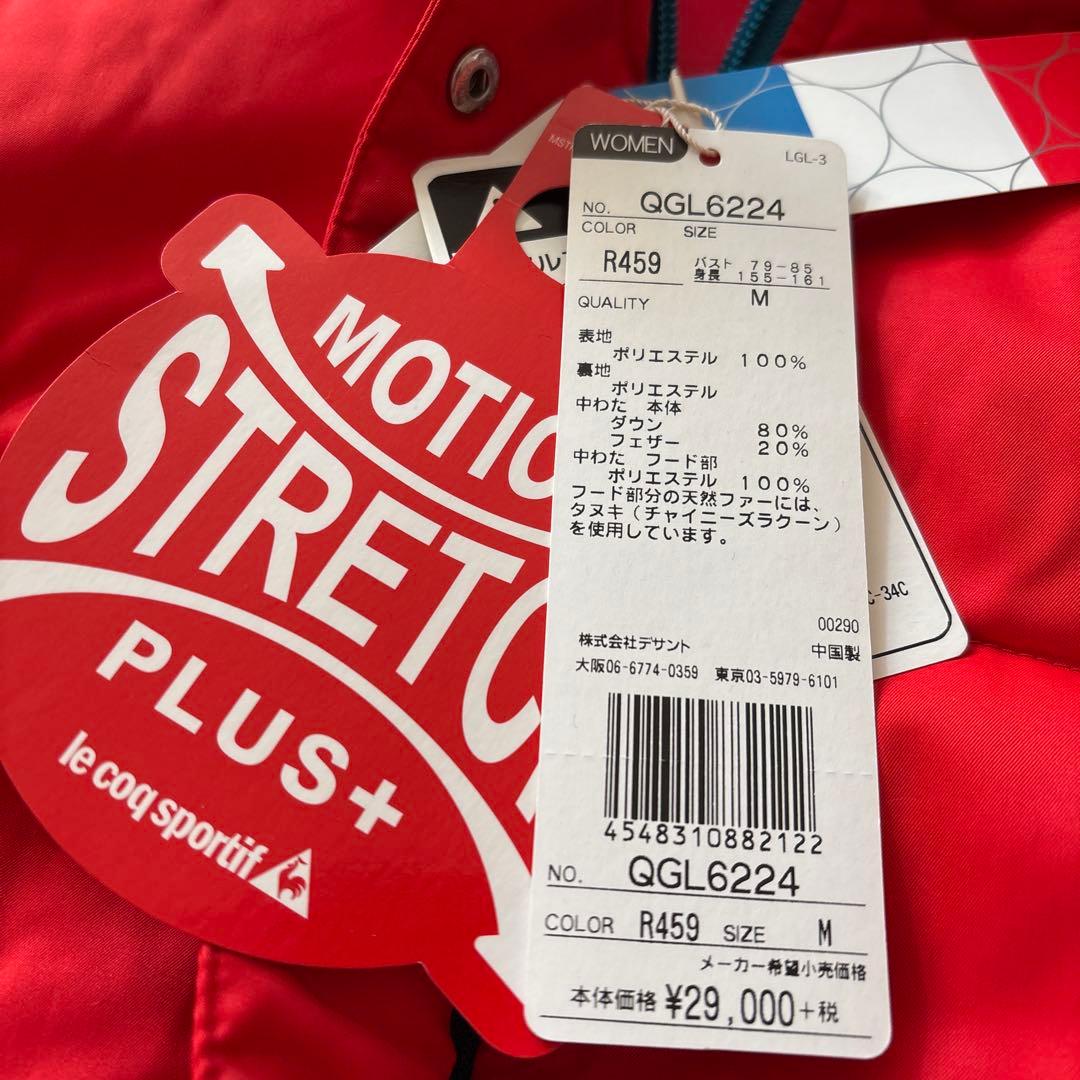 WOMEN
LGL-3
NO. QGL6224
COLOR SIZE
R459 バスト 79-85
身長 155-161
M
QUALITY
表地
ポリエステル 100%
裏地
ポリエステル
中わた 本体
ダウン 80%
フェザー 20%
中わた フード部
ポリエステル 100%
フード部分の天然ファーには、
タヌキ(チャイニーズラクーン)
を使用しています。
00290
株式会社デサント 中国製
大阪06-6774-0359 東京03-5979-6101
4548310882122
NO. QGL6224
COLOR R459 SIZE M
メーカー希望小売価格
本体価格 ¥29,000+税
MOTIO
STRETC
PLUS+
le coq sportif
C-34C